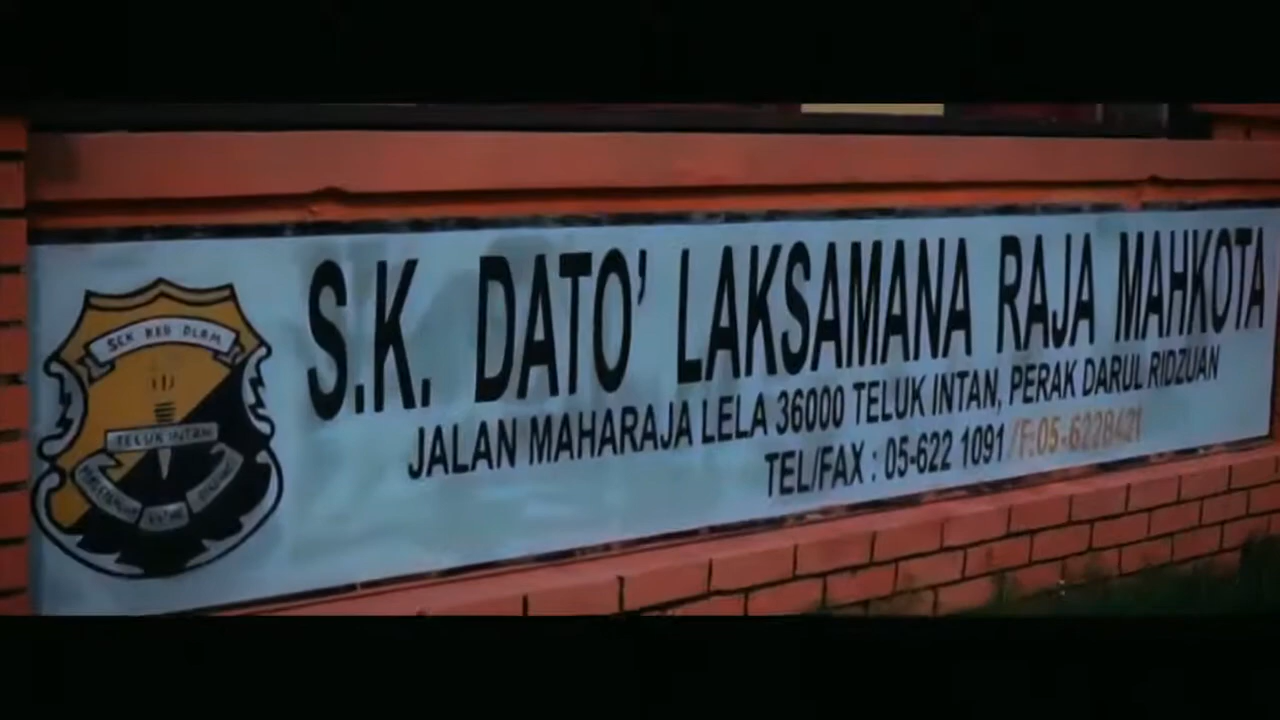 S.K. DATO' LAKSAMANA RAJA MAHKOTA
JALAN MAHARAJA LELA 36000 TELUK INTAN, PERAK DARUL RIDZUAN
TEL/FAX : 05-622 1091 / F:05-6228421
SEK KEB DLRM
TELUK INTAN